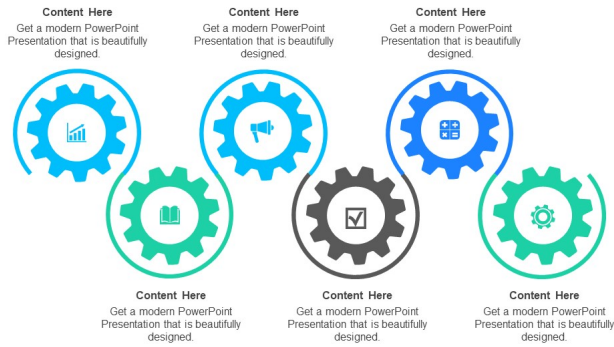 Content Here
Get a modern PowerPoint
Presentation that is beautifully
designed.
Content Here
Get a modern PowerPoint
Presentation that is beautifully
designed.
Content Here
Get a modern PowerPoint
Presentation that is beautifully
designed.
Content Here
Get a modern PowerPoint
Presentation that is beautifully
designed.
Content Here
Get a modern PowerPoint
Presentation that is beautifully
designed.
Content Here
Get a modern PowerPoint
Presentation that is beautifully
designed.